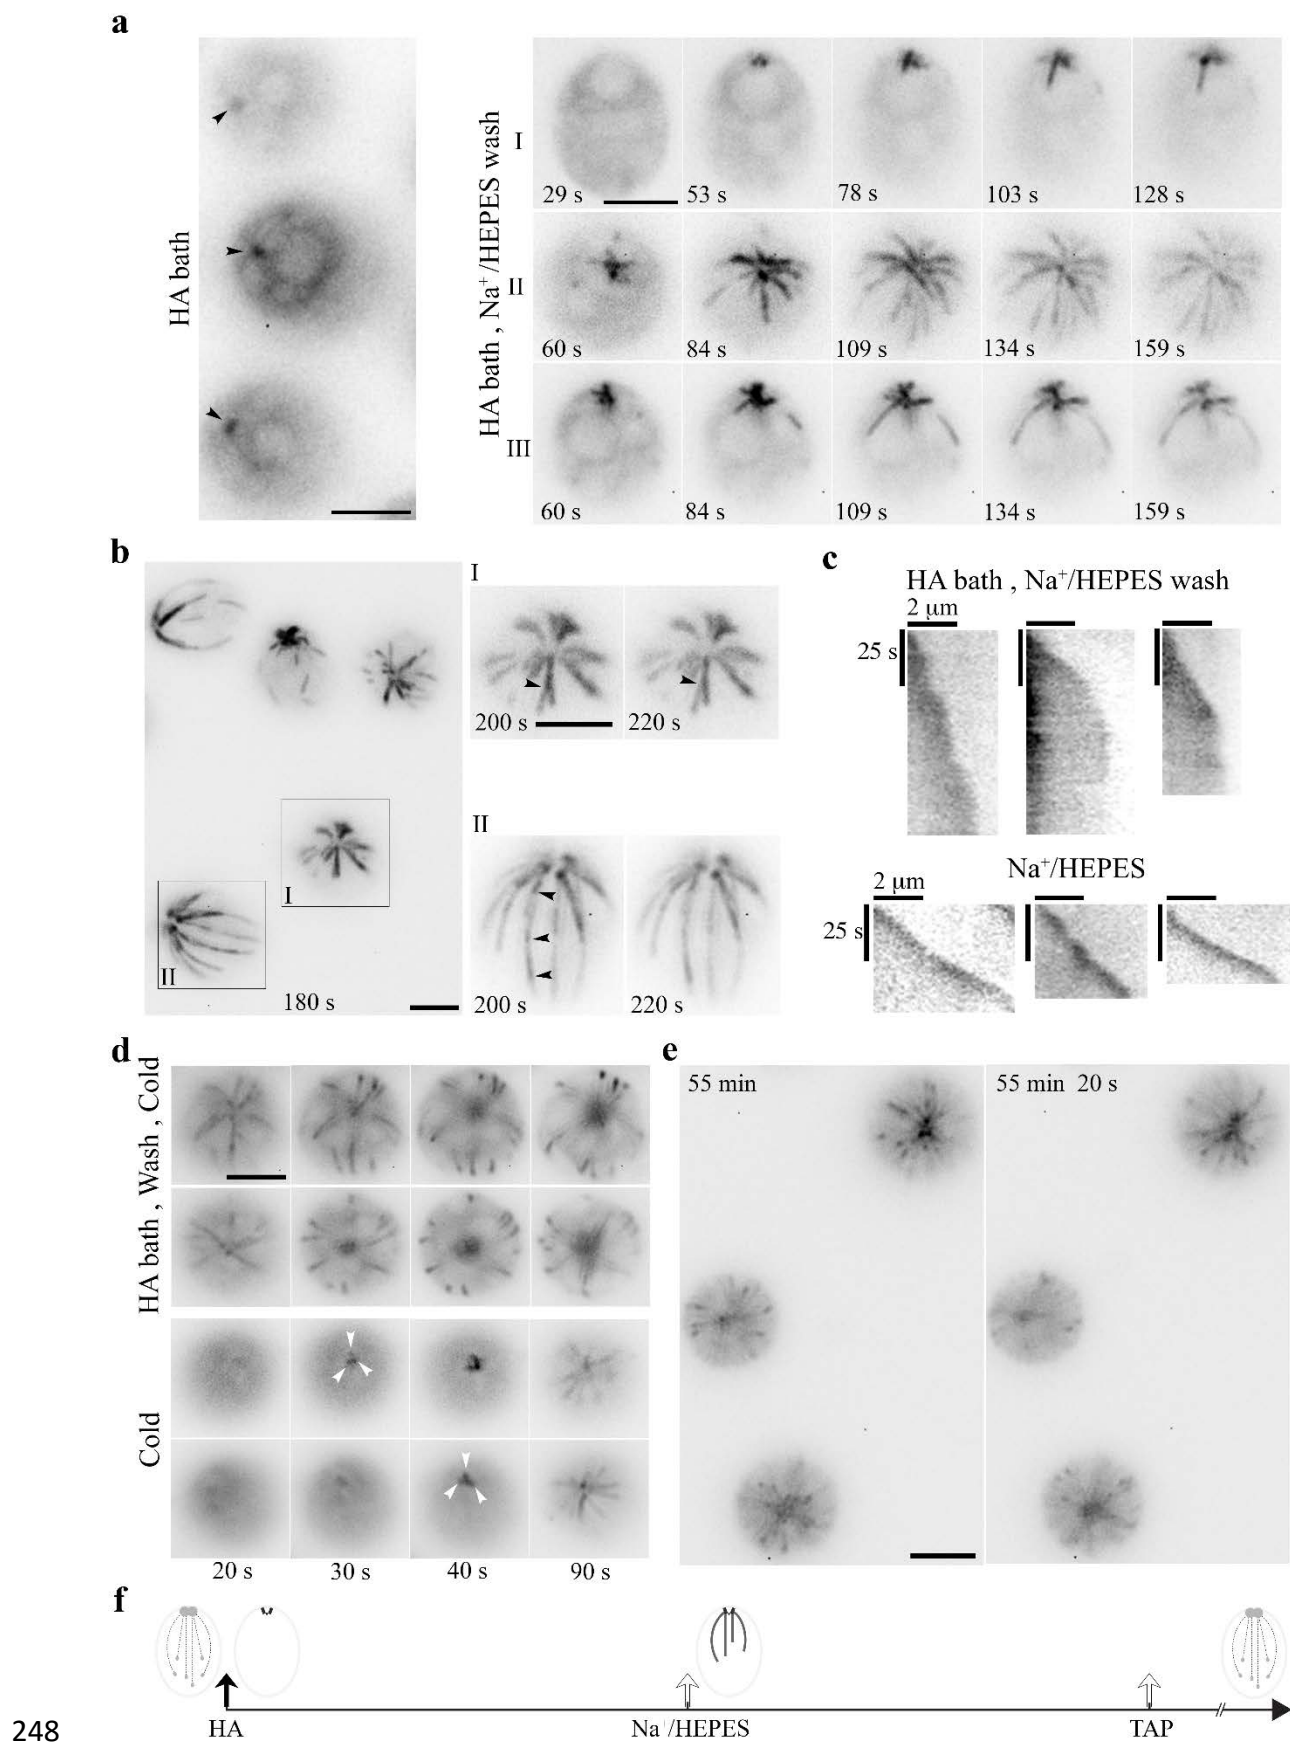 a
HA bath
HA bath , Na⁺/HEPES wash
I
29 s
53 s
78 s
103 s
128 s
II
60 s
84 s
109 s
134 s
159 s
III
60 s
84 s
109 s
134 s
159 s
b
I
II
180 s
I
200 s
220 s
II
200 s
220 s
c
HA bath , Na⁺/HEPES wash
2 μm
25 s
Na⁺/HEPES
2 μm
25 s
d
HA bath , Wash , Cold
Cold
20 s
30 s
40 s
90 s
e
55 min
55 min 20 s
f
HA
Na⁺/HEPES
TAP
248